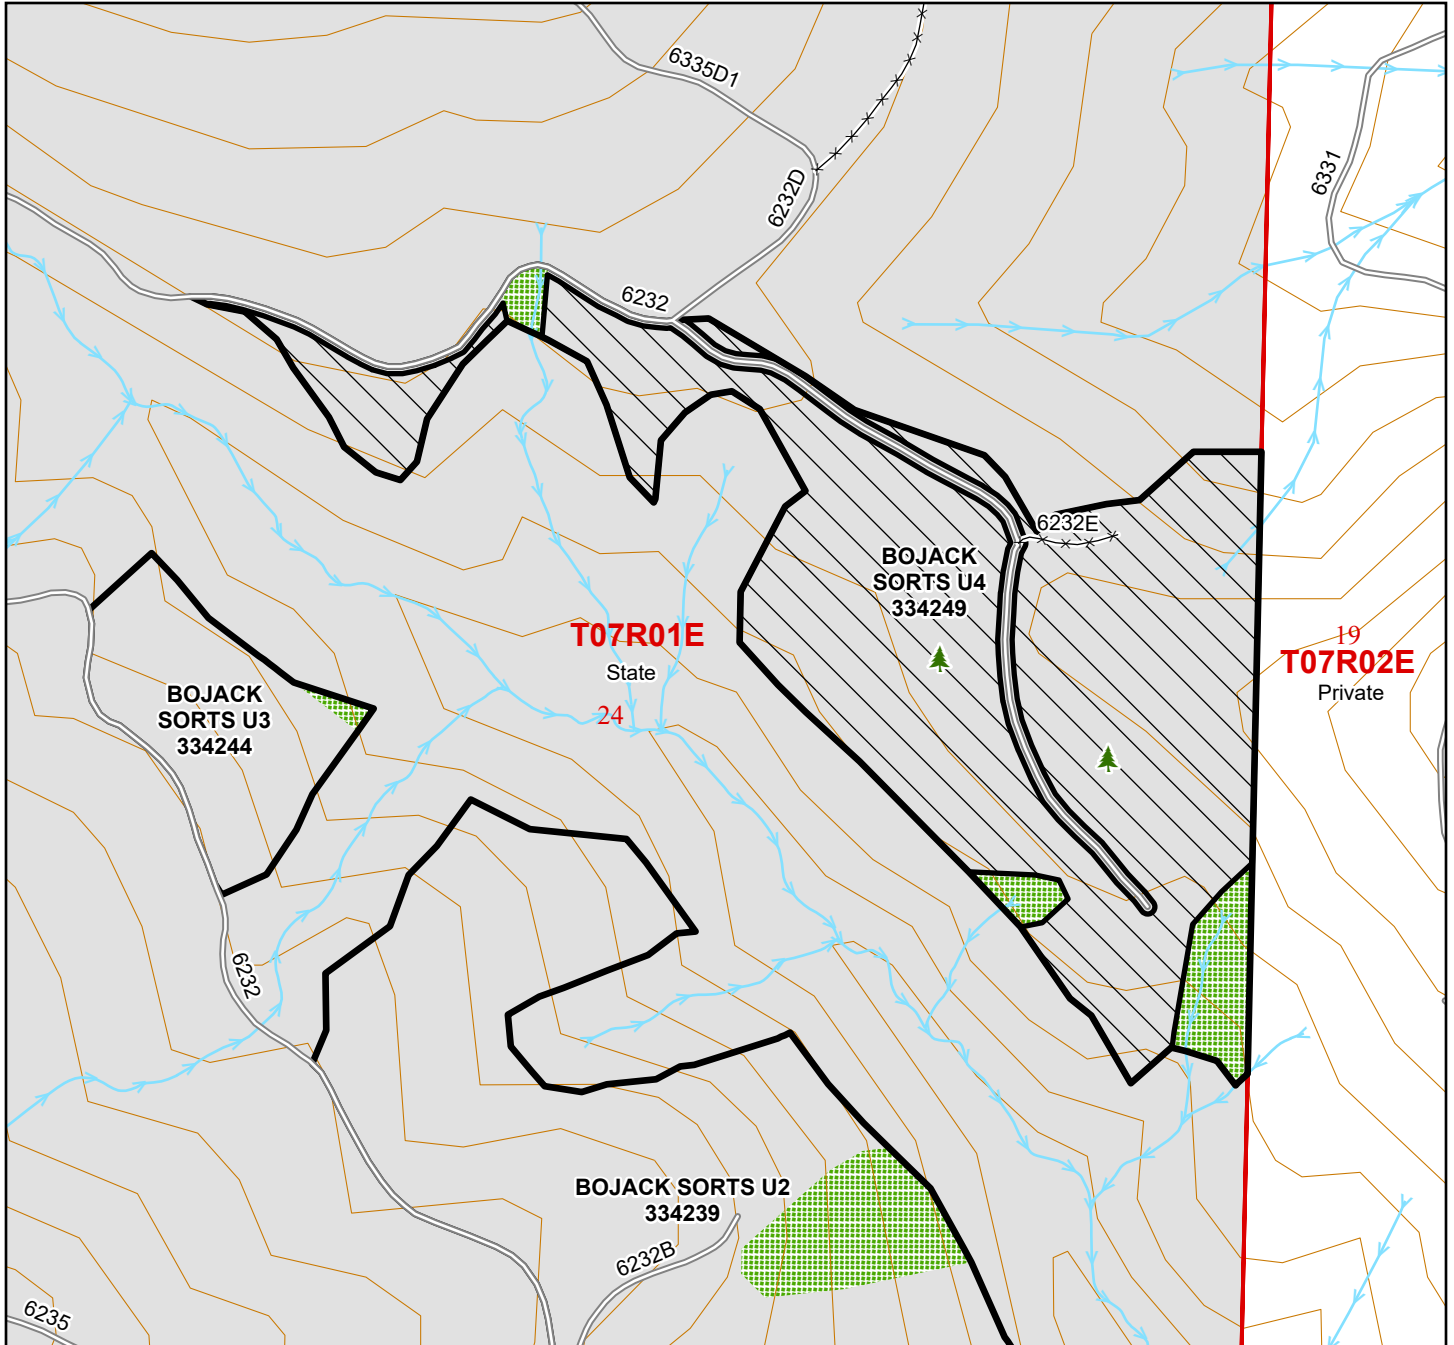 6335D1
6331
6232D
6232
6232E
BOJACK
SORTS U4
334249
T07R01E
State
24
19
T07R02E
Private
BOJACK
SORTS U3
334244
6232
BOJACK SORTS U2
334239
6232B
6235